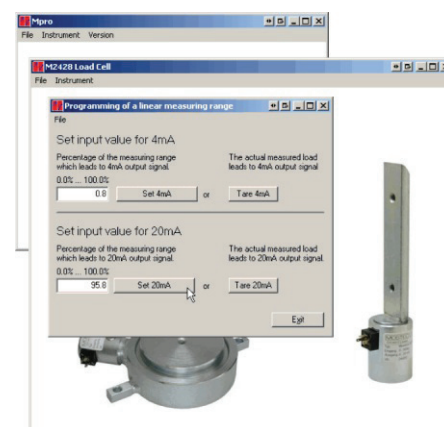 Mpro
File Instrument Version
M2428 Load Cell
File Instrument
Programming of a linear measuring range
File
Set input value for 4mA
Percentage of the measuring range
which leads to 4mA output signal
0.0% ... 100.0%
0.8
Set 4mA
or
The actual measured load
leads to 4mA output signal
Tare 4mA
Set input value for 20mA
Percentage of the measuring range
which leads to 20mA output signal.
0.0% ... 100.0%
95.8
Set 20mA
or
The actual measured load
leads to 20mA output signal.
Tare 20mA
Exit